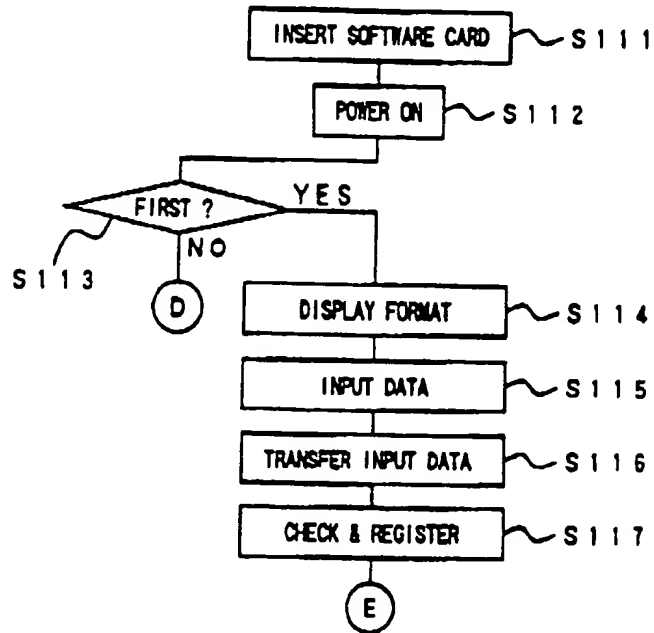 INSERT SOFTWARE CARD S111
POWER ON S112
FIRST ? YES
NO
S113
D
DISPLAY FORMAT S114
INPUT DATA S115
TRANSFER INPUT DATA S116
CHECK & REGISTER S117
E